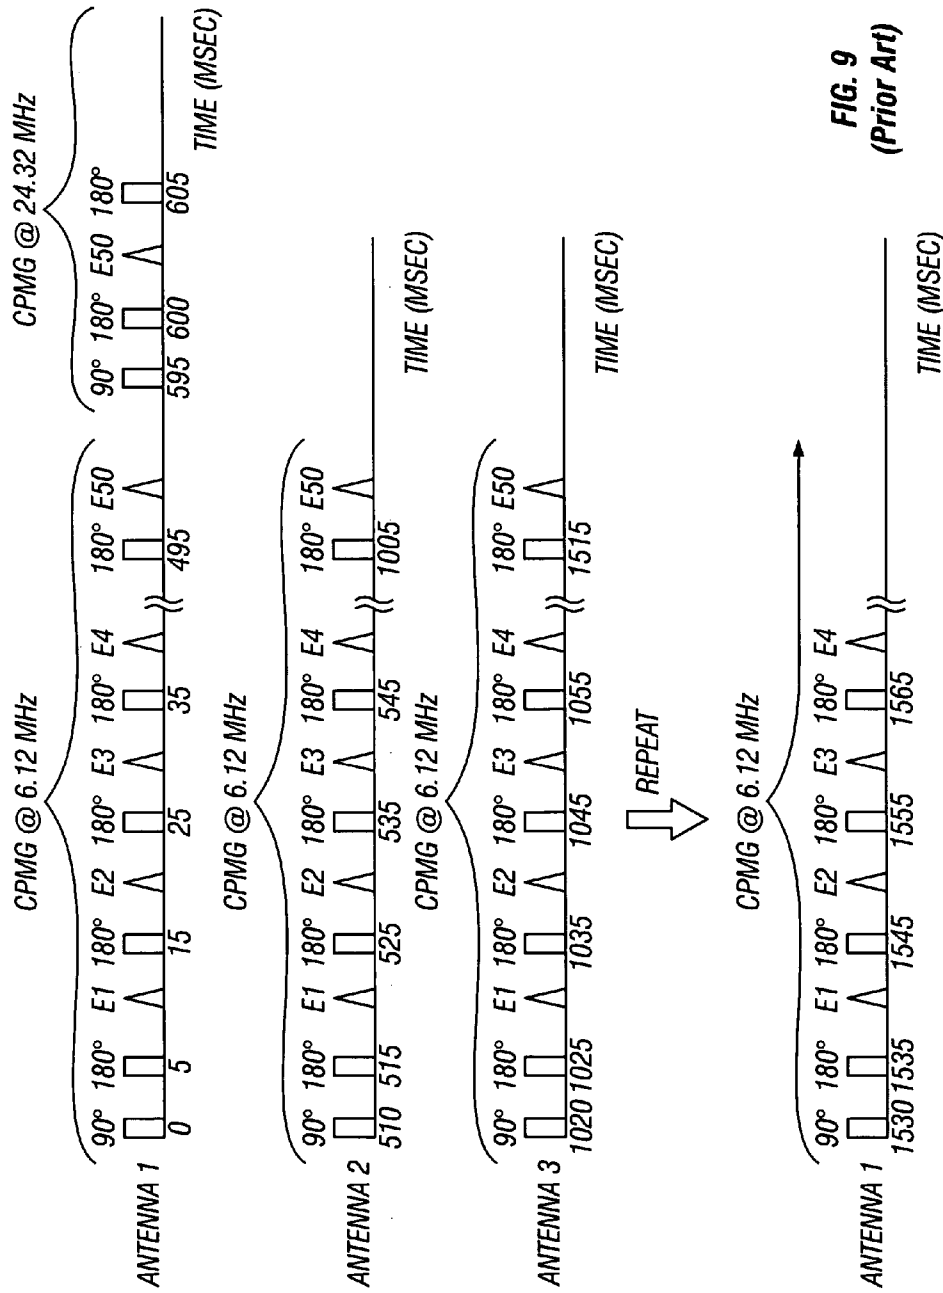 CPMG @ 6.12 MHz
CPMG @ 24.32 MHz
90° 180° E1 180° E2 180° E3 180° E4 180° E50 90° 180° E50 180°
ANTENNA 1
0 5 15 25 35 495 595 600 605
TIME (MSEC)
CPMG @ 6.12 MHz
90° 180° E1 180° E2 180° E3 180° E4 180° E50
ANTENNA 2
510 515 525 535 545 1005
TIME (MSEC)
CPMG @ 6.12 MHz
90° 180° E1 180° E2 180° E3 180° E4 180° E50
ANTENNA 3
1020 1025 1035 1045 1055 1515
TIME (MSEC)
REPEAT
CPMG @ 6.12 MHz
90° 180° E1 180° E2 180° E3 180° E4
ANTENNA 1
1530 1535 1545 1555 1565
TIME (MSEC)
FIG. 9
(Prior Art)